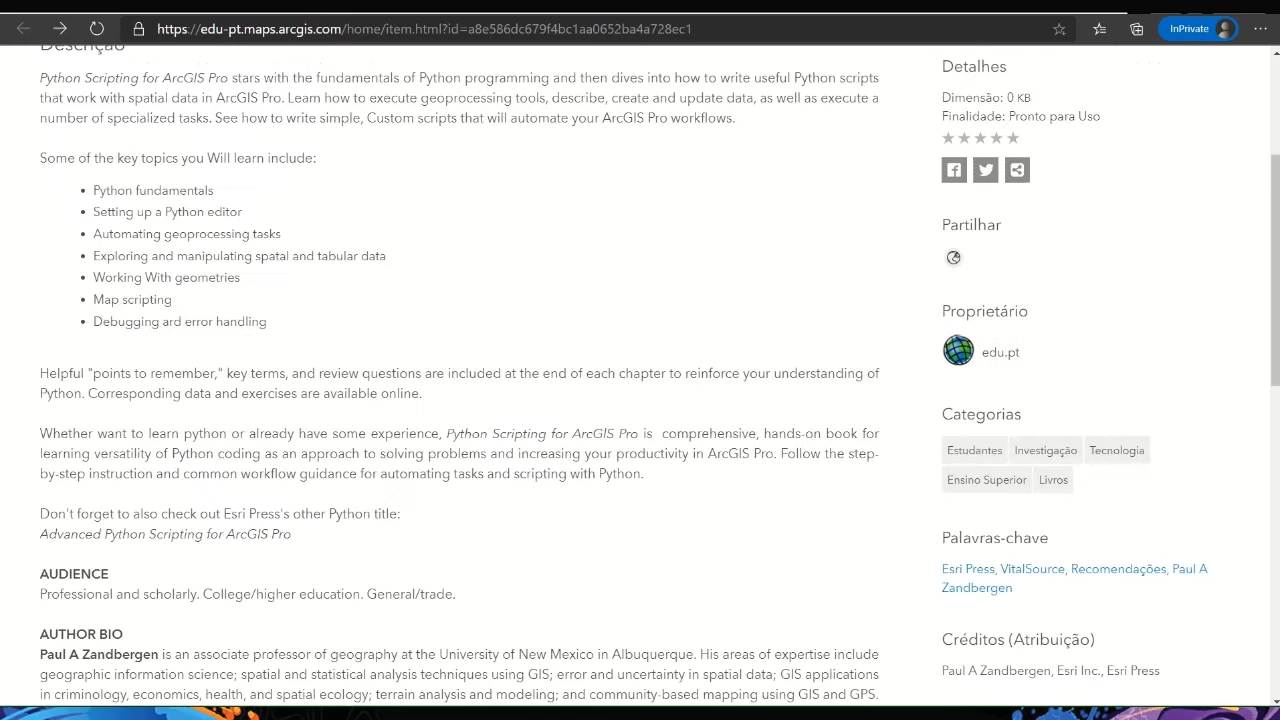 https://edu-pt.maps.arcgis.com/home/item.html?id=a8e586dc679f4bc1aa0652ba4a728ec1
InPrivate
Descrição
Python Scripting for ArcGIS Pro stars with the fundamentals of Python programming and then dives into how to write useful Python scripts
that work with spatial data in ArcGIS Pro. Learn how to execute geoprocessing tools, describe, create and update data, as well as execute a
number of specialized tasks. See how to write simple, Custom scripts that will automate your ArcGIS Pro workflows.
Some of the key topics you Will learn include:
• Python fundamentals
• Setting up a Python editor
• Automating geoprocessing tasks
• Exploring and manipulating spatal and tabular data
• Working With geometries
• Map scripting
• Debugging ard error handling
Helpful "points to remember," key terms, and review questions are included at the end of each chapter to reinforce your understanding of
Python. Corresponding data and exercises are available online.
Whether want to learn python or already have some experience, Python Scripting for ArcGlS Pro is comprehensive, hands-on book for
learning versatility of Python coding as an approach to solving problems and increasing your productivity in ArcGIS Pro. Follow the step-
by-step instruction and common workflow guidance for automating tasks and scripting with Python.
Don't forget to also check out Esri Press's other Python title:
Advanced Python Scripting for ArcGIS Pro
AUDIENCE
Professional and scholarly. College/higher education. General/trade.
AUTHOR BIO
Paul A Zandbergen is an associate professor of geography at the University of New Mexico in Albuquerque. His areas of expertise include
geographic information science; spatial and statistical analysis techniques using GIS; error and uncertainty in spatial data; GIS applications
in criminology, economics, health, and spatial ecology; terrain analysis and modeling; and community-based mapping using GIS and GPS.
Detalhes
Dimensão: 0 KB
Finalidade: Pronto para Uso
Partilhar
Proprietário
edu.pt
Categorias
Estudantes Investigação Tecnologia
Ensino Superior Livros
Palavras-chave
Esri Press, VitalSource, Recomendações, Paul A
Zandbergen
Créditos (Atribuição)
Paul A Zandbergen, Esri Inc., Esri Press